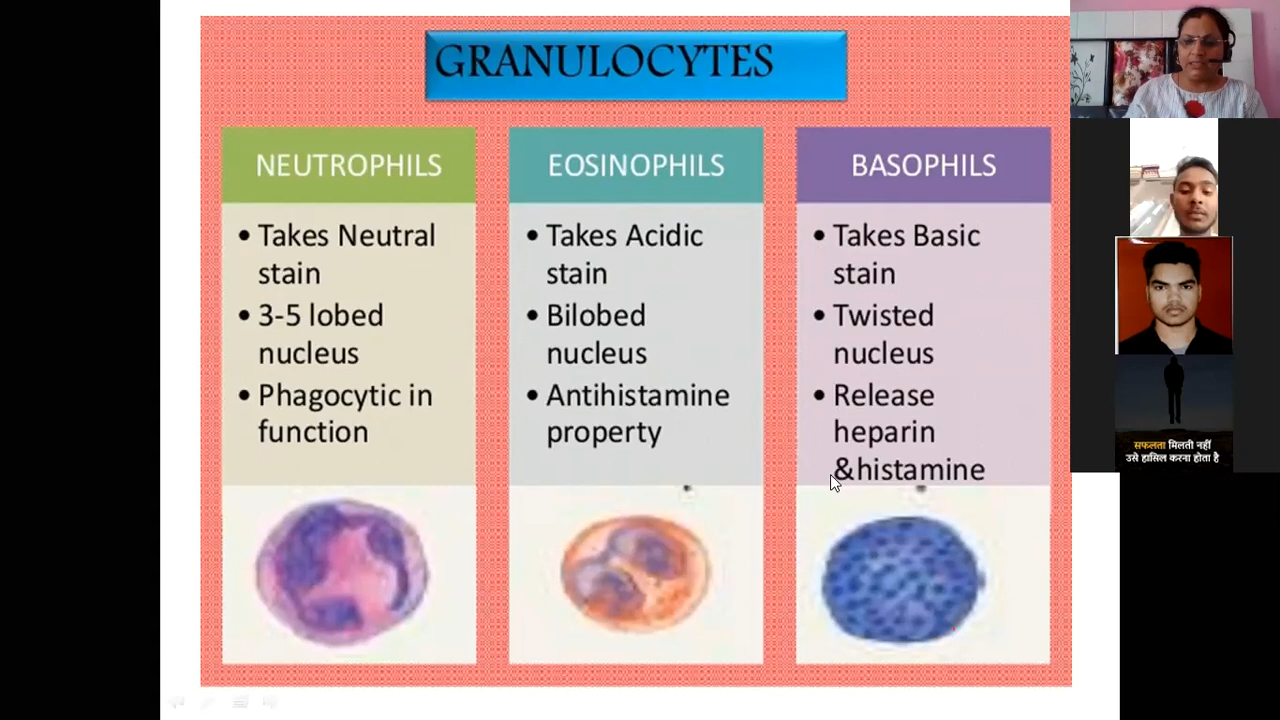 GRANULOCYTES
NEUTROPHILS
• Takes Neutral
stain
• 3-5 lobed
nucleus
• Phagocytic in
function
EOSINOPHILS
• Takes Acidic
stain
• Bilobed
nucleus
• Antihistamine
property
BASOPHILS
• Takes Basic
stain
• Twisted
nucleus
• Release
heparin
&histamine
सफलता मिलती नहीं
उसे हासिल करना होता है